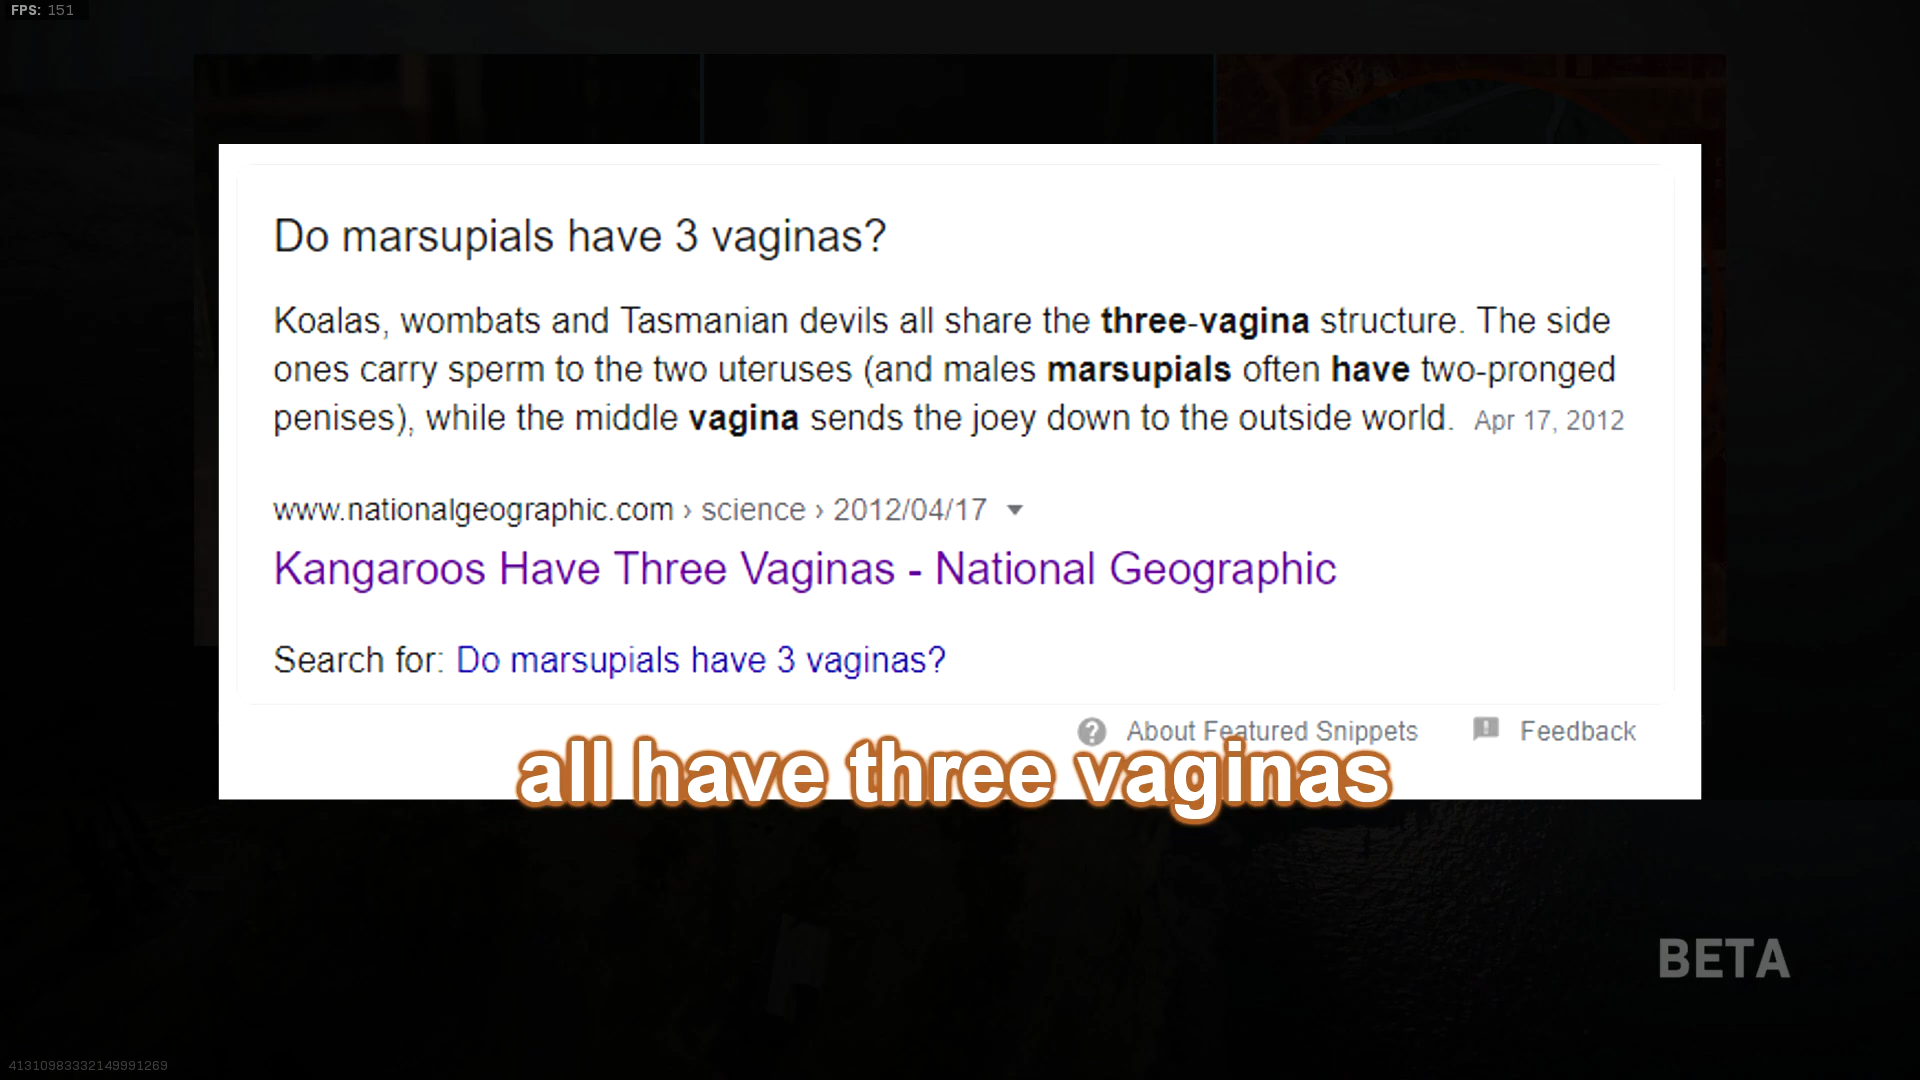 FPS: 151
Do marsupials have 3 vaginas?
Koalas, wombats and Tasmanian devils all share the three-vagina structure. The side
ones carry sperm to the two uteruses (and males marsupials often have two-pronged
penises), while the middle vagina sends the joey down to the outside world. Apr 17, 2012
www.nationalgeographic.com › science › 2012/04/17
Kangaroos Have Three Vaginas - National Geographic
Search for: Do marsupials have 3 vaginas?
About Featured Snippets Feedback
all have three vaginas
BETA
41310983332149991269